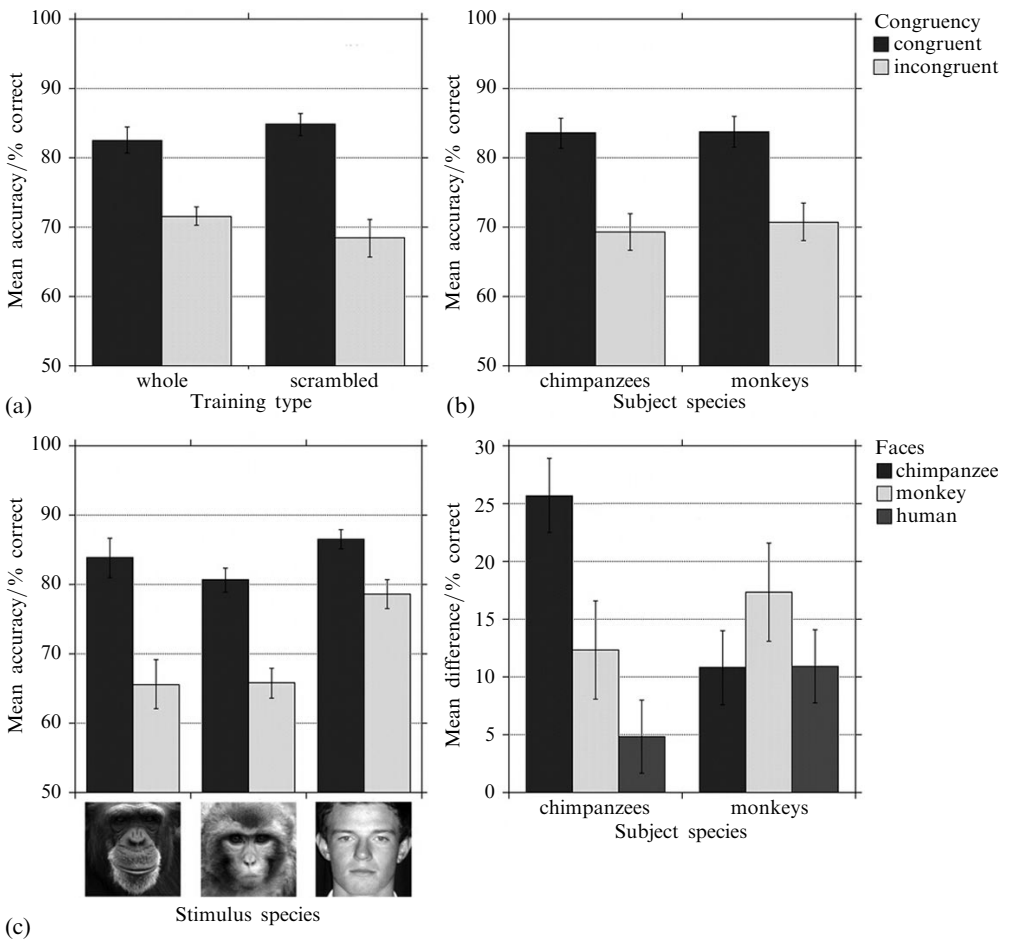 100
90
80
70
60
50
Mean accuracy/% correct
whole scrambled
Training type
(a)
100
90
80
70
60
50
Mean accuracy/% correct
chimpanzees monkeys
Subject species
(b)
Congruency
congruent
incongruent
100
90
80
70
60
50
Mean accuracy/% correct
Stimulus species
(c)
30
25
20
15
10
5
0
Mean difference/% correct
chimpanzees monkeys
Subject species
Faces
chimpanzee
monkey
human